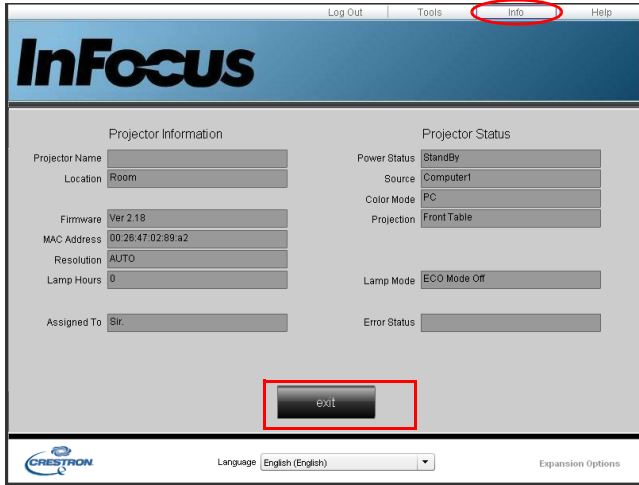 Log Out Tools Info Help
InFocus
Projector Information
Projector Name
Location Room
Firmware Ver 2.18
MAC Address 00:26:47:02:89:a2
Resolution AUTO
Lamp Hours 0
Assigned To Sir.
Projector Status
Power Status StandBy
Source Computer1
Color Mode PC
Projection Front Table
Lamp Mode ECO Mode Off
Error Status
exit
CRESTRON
Language English (English)
Expansion Options